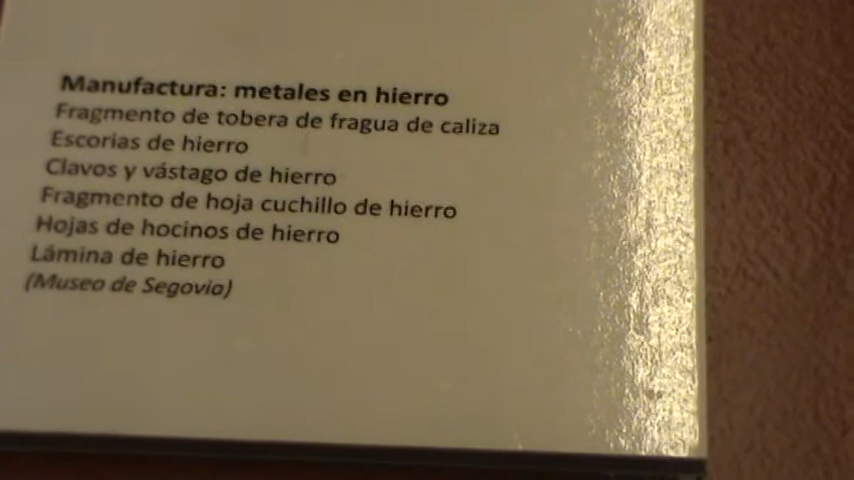 Manufactura: metales en hierro
Fragmento de tobera de fragua de caliza
Escorias de hierro
Clavos y vástago de hierro
Fragmento de hoja cuchillo de hierro
Hojas de hocinos de hierro
Lámina de hierro
(Museo de Segovia)